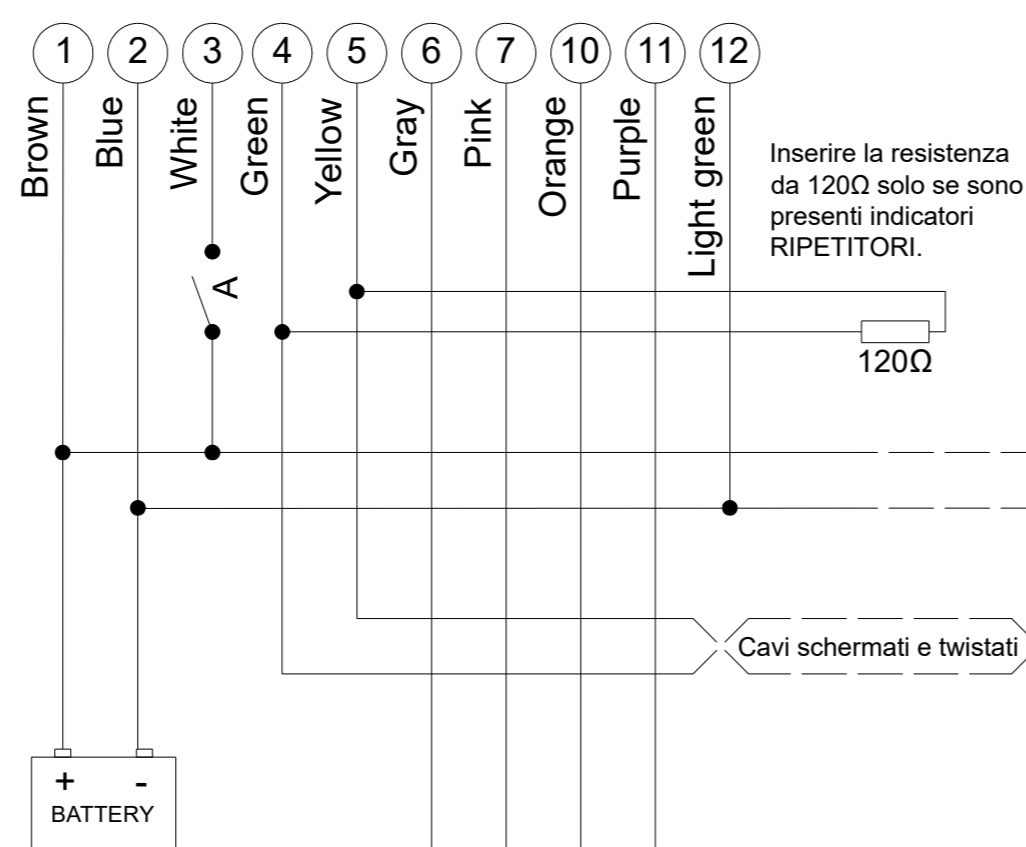 1 2 3 4 5 6 7 10 11 12
Brown
Blue
White
Green
Yellow
Gray
Pink
Orange
Purple
Light green
Inserire la resistenza
da 120Ω solo se sono
presenti indicatori
RIPETITORI.
A
120Ω
Cavi schermati e twistati
+ -
BATTERY